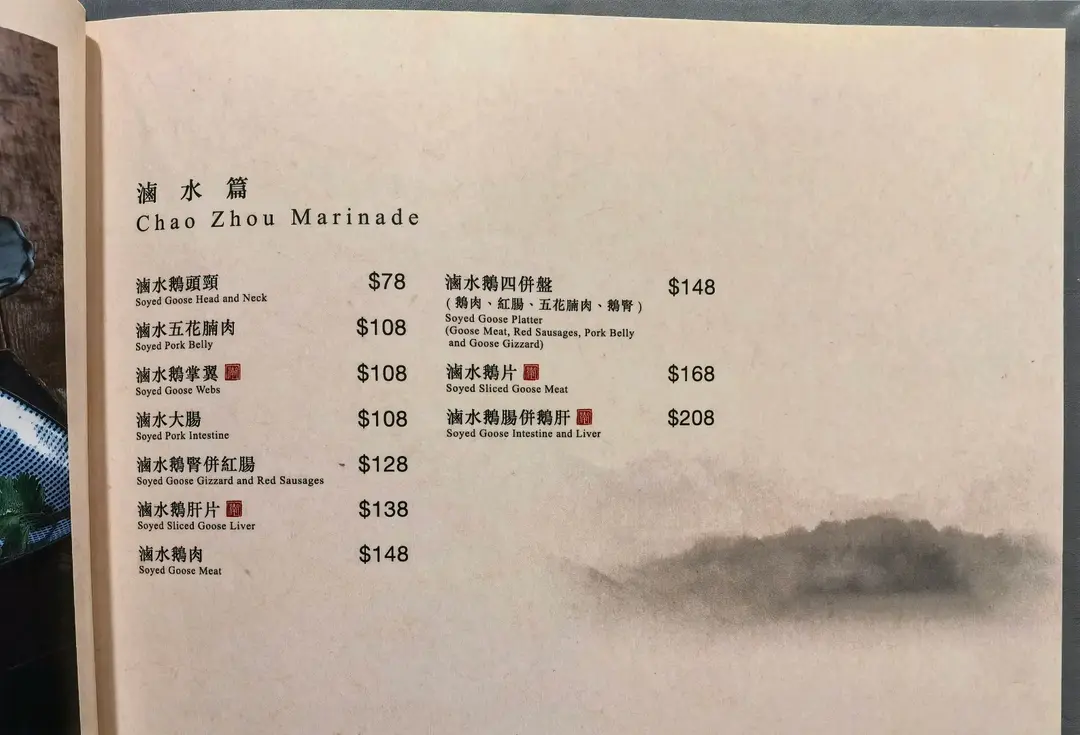 滷水篇
Chao Zhou Marinade
滷水鵝頭頸 $78
Soyed Goose Head and Neck
滷水五花腩肉 $108
Soyed Pork Belly
滷水鵝掌翼 $108
Soyed Goose Webs
滷水大腸 $108
Soyed Pork Intestine
滷水鵝腎併紅腸 $128
Soyed Goose Gizzard and Red Sausages
滷水鵝肝片 $138
Soyed Sliced Goose Liver
滷水鵝肉 $148
Soyed Goose Meat
滷水鵝四併盤 $148
(鵝肉、紅腸、五花腩肉、鵝腎)
Soyed Goose Platter
(Goose Meat, Red Sausages, Pork Belly
and Goose Gizzard)
滷水鵝片 $168
Soyed Sliced Goose Meat
滷水鵝腸併鵝肝 $208
Soyed Goose Intestine and Liver